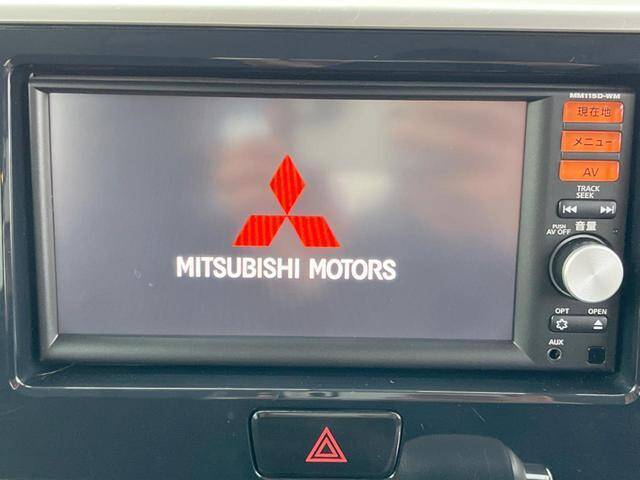 MM115D-WM
現在地
メニュー
AV
TRACK
SEEK
音量
PUSH
AV OFF
MITSUBISHI MOTORS
OPT
OPEN
AUX